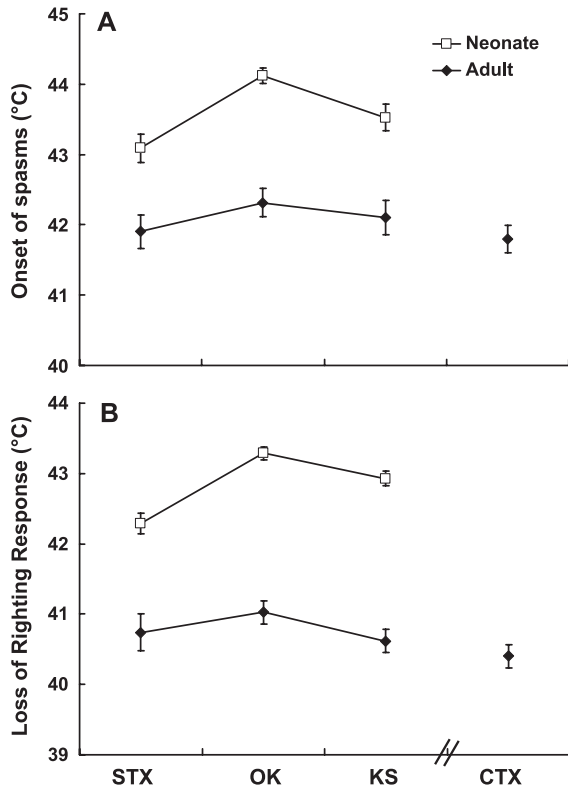 A
Neonate
Adult
Onset of spasms (°C)
45
44
43
42
41
40
B
Loss of Righting Response (°C)
44
43
42
41
40
39
STX OK KS CTX